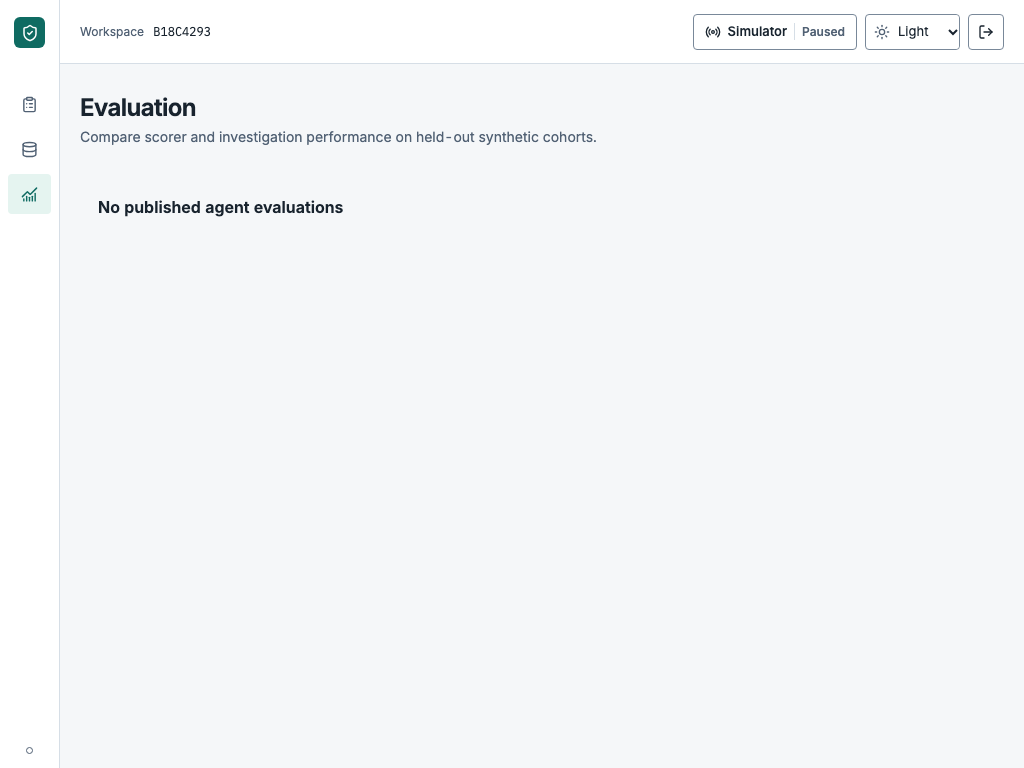 Workspace B18C4293
Simulator Paused
Light
Evaluation
Compare scorer and investigation performance on held-out synthetic cohorts.
No published agent evaluations